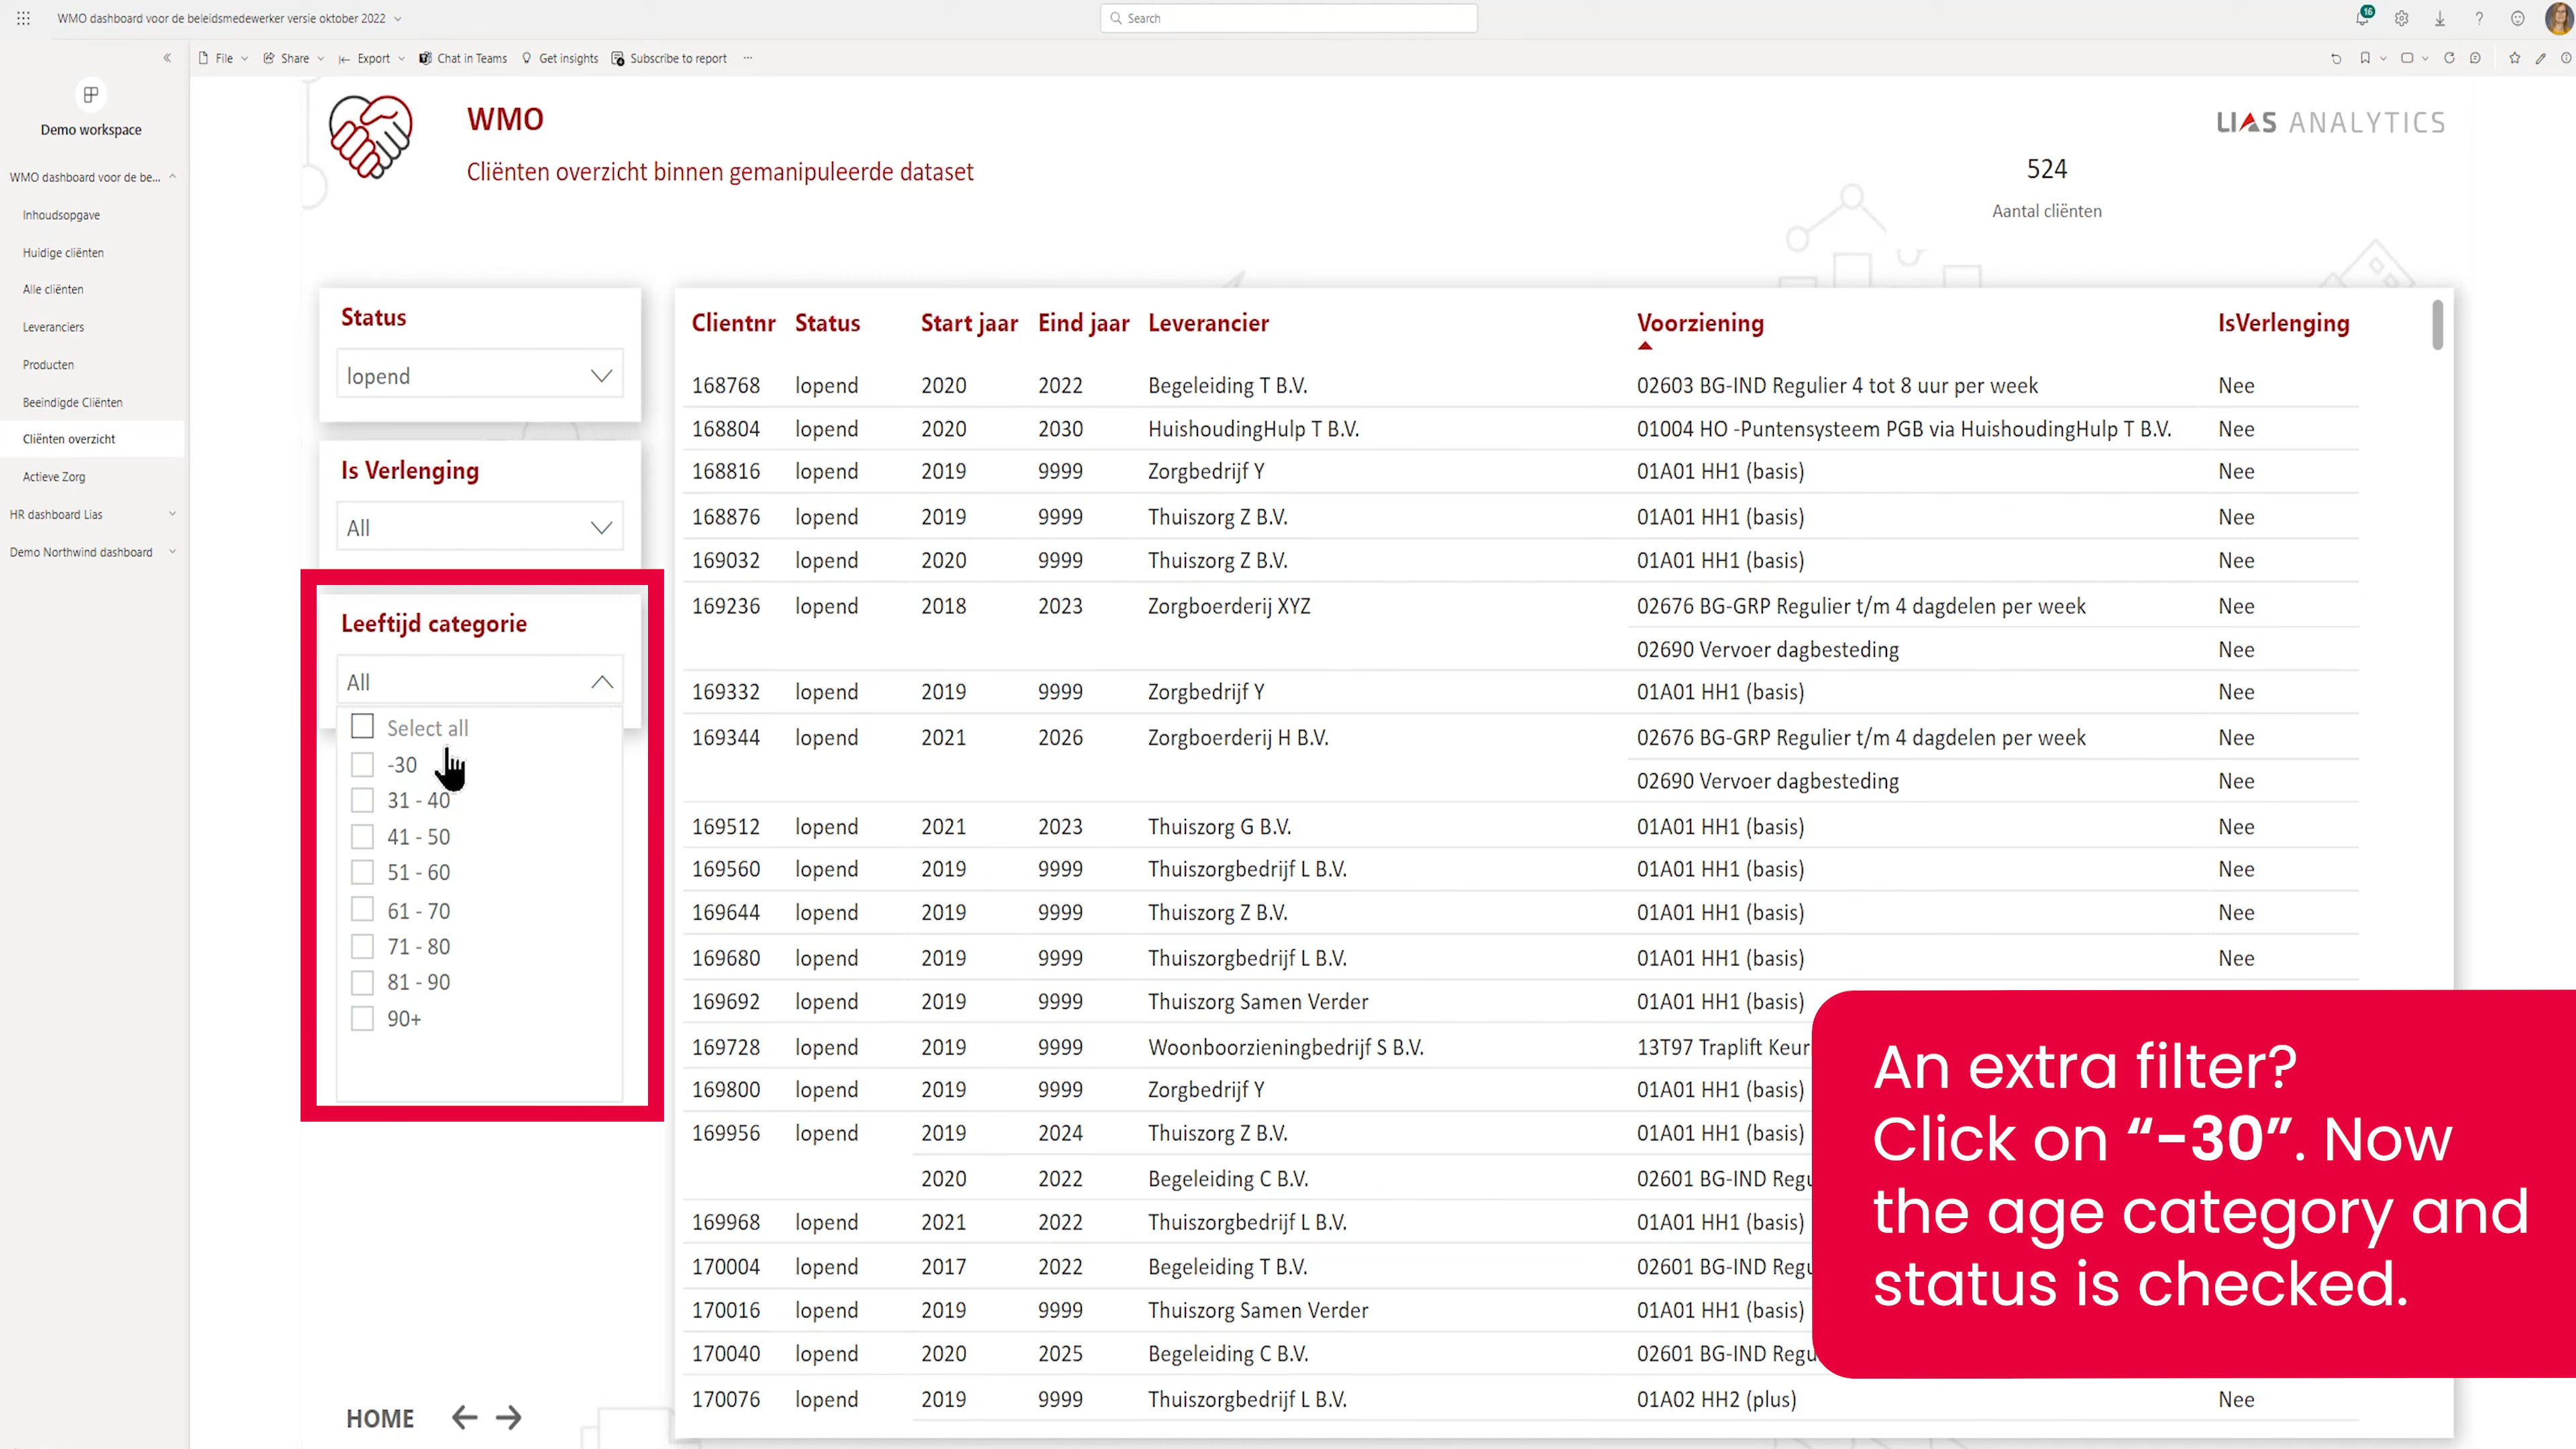 WMO dashboard voor de beleidsmedewerker versie oktober 2022
Search
16
File
Share
Export
Chat in Teams
Get insights
Subscribe to report
Demo workspace
WMO dashboard voor de be...
Inhoudsopgave
Huidige cliënten
Alle cliënten
Leveranciers
Producten
Beëindigde Cliënten
Cliënten overzicht
Actieve Zorg
HR dashboard Lias
Demo Northwind dashboard
WMO
Cliënten overzicht binnen gemanipuleerde dataset
LIAS ANALYTICS
524
Aantal cliënten
Status
lopend
Is Verlenging
All
Leeftijd categorie
All
Select all
-30
31 - 40
41 - 50
51 - 60
61 - 70
71 - 80
81 - 90
90+
HOME
Clientnr Status Start jaar Eind jaar Leverancier Voorziening IsVerlenging
168768 lopend 2020 2022 Begeleiding T B.V. 02603 BG-IND Regulier 4 tot 8 uur per week Nee
168804 lopend 2020 2030 HuishoudingHulp T B.V. 01004 HO -Puntensysteem PGB via HuishoudingHulp T B.V. Nee
168816 lopend 2019 9999 Zorgbedrijf Y 01A01 HH1 (basis) Nee
168876 lopend 2019 9999 Thuiszorg Z B.V. 01A01 HH1 (basis) Nee
169032 lopend 2020 9999 Thuiszorg Z B.V. 01A01 HH1 (basis) Nee
169236 lopend 2018 2023 Zorgboerderij XYZ 02676 BG-GRP Regulier t/m 4 dagdelen per week Nee
02690 Vervoer dagbesteding Nee
169332 lopend 2019 9999 Zorgbedrijf Y 01A01 HH1 (basis) Nee
169344 lopend 2021 2026 Zorgboerderij H B.V. 02676 BG-GRP Regulier t/m 4 dagdelen per week Nee
02690 Vervoer dagbesteding Nee
169512 lopend 2021 2023 Thuiszorg G B.V. 01A01 HH1 (basis) Nee
169560 lopend 2019 9999 Thuiszorgbedrijf L B.V. 01A01 HH1 (basis) Nee
169644 lopend 2019 9999 Thuiszorg Z B.V. 01A01 HH1 (basis) Nee
169680 lopend 2019 9999 Thuiszorgbedrijf L B.V. 01A01 HH1 (basis) Nee
169692 lopend 2019 9999 Thuiszorg Samen Verder 01A01 HH1 (basis)
169728 lopend 2019 9999 Woonboorzieningbedrijf S B.V. 13T97 Traplift Keur
169800 lopend 2019 9999 Zorgbedrijf Y 01A01 HH1 (basis)
169956 lopend 2019 2024 Thuiszorg Z B.V. 01A01 HH1 (basis)
2020 2022 Begeleiding C B.V. 02601 BG-IND Regu
169968 lopend 2021 2022 Thuiszorgbedrijf L B.V. 01A01 HH1 (basis)
170004 lopend 2017 2022 Begeleiding T B.V. 02601 BG-IND Regu
170016 lopend 2019 9999 Thuiszorg Samen Verder 01A01 HH1 (basis)
170040 lopend 2020 2025 Begeleiding C B.V. 02601 BG-IND Regu
170076 lopend 2019 9999 Thuiszorgbedrijf L B.V. 01A02 HH2 (plus) Nee
An extra filter?
Click on “-30”. Now
the age category and
status is checked.